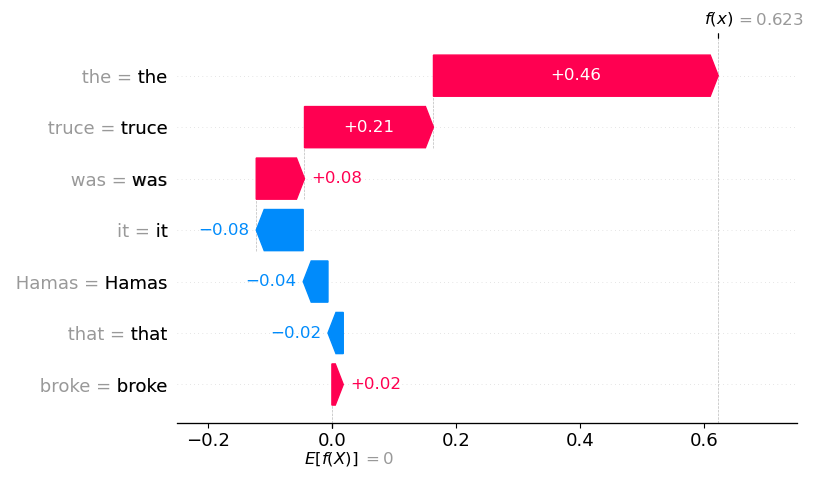 f(x) = 0.623
the = the
+0.46
truce = truce
+0.21
was = was
+0.08
it = it
−0.08
Hamas = Hamas
−0.04
that = that
−0.02
broke = broke
+0.02
−0.2 0.0 0.2 0.4 0.6
E[f(X)] = 0